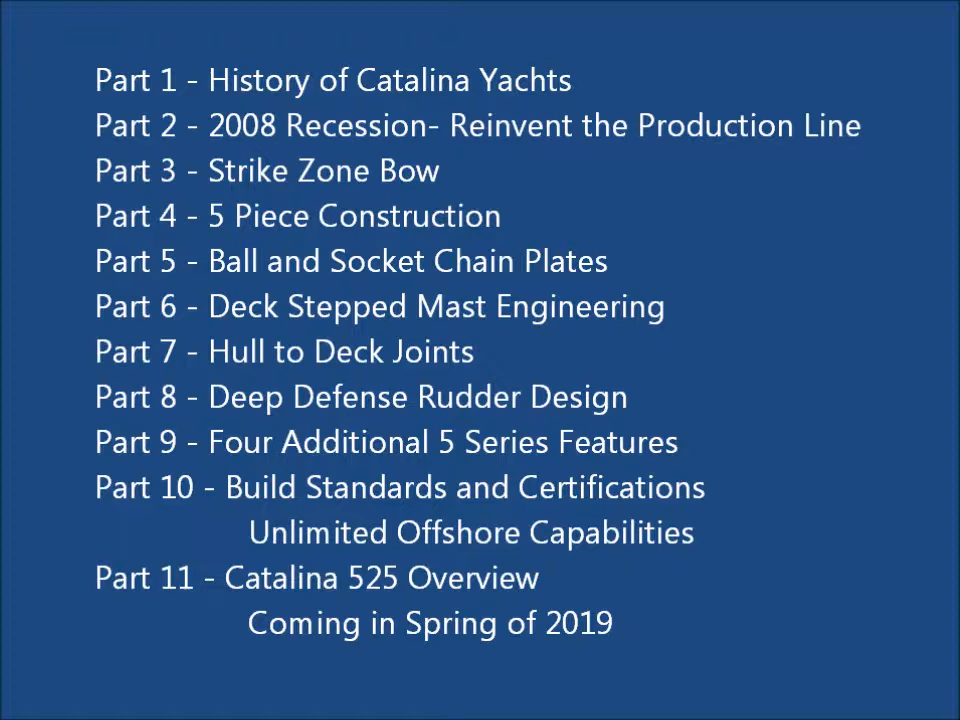 Part 1 - History of Catalina Yachts
Part 2 - 2008 Recession- Reinvent the Production Line
Part 3 - Strike Zone Bow
Part 4 - 5 Piece Construction
Part 5 - Ball and Socket Chain Plates
Part 6 - Deck Stepped Mast Engineering
Part 7 - Hull to Deck Joints
Part 8 - Deep Defense Rudder Design
Part 9 - Four Additional 5 Series Features
Part 10 - Build Standards and Certifications
Unlimited Offshore Capabilities
Part 11 - Catalina 525 Overview
Coming in Spring of 2019